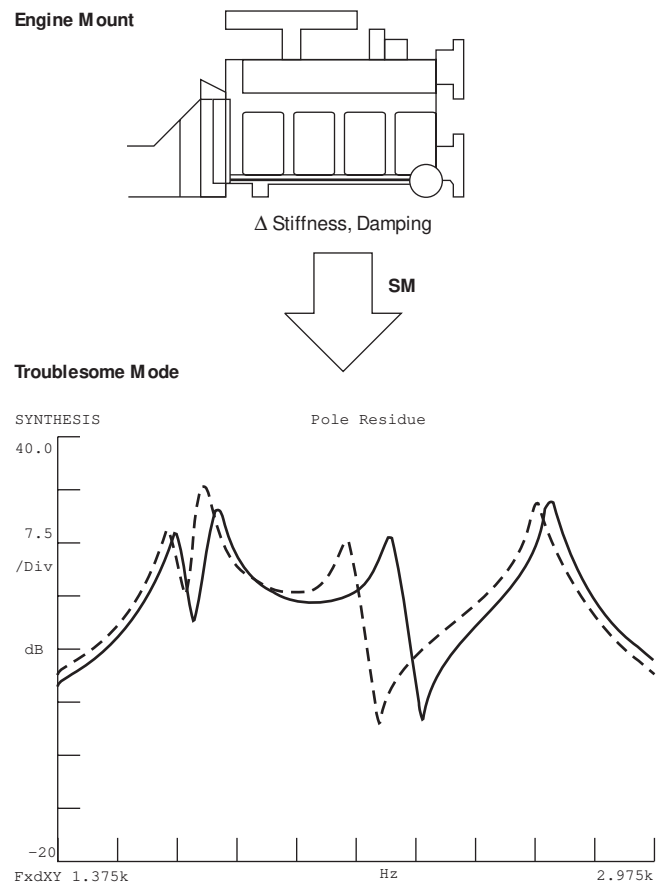 Engine Mount
Δ Stiffness, Damping
SM
Troublesome Mode
SYNTHESIS Pole Residue
40.0
7.5
/Div
dB
-20
FxdXY 1.375k Hz 2.975k